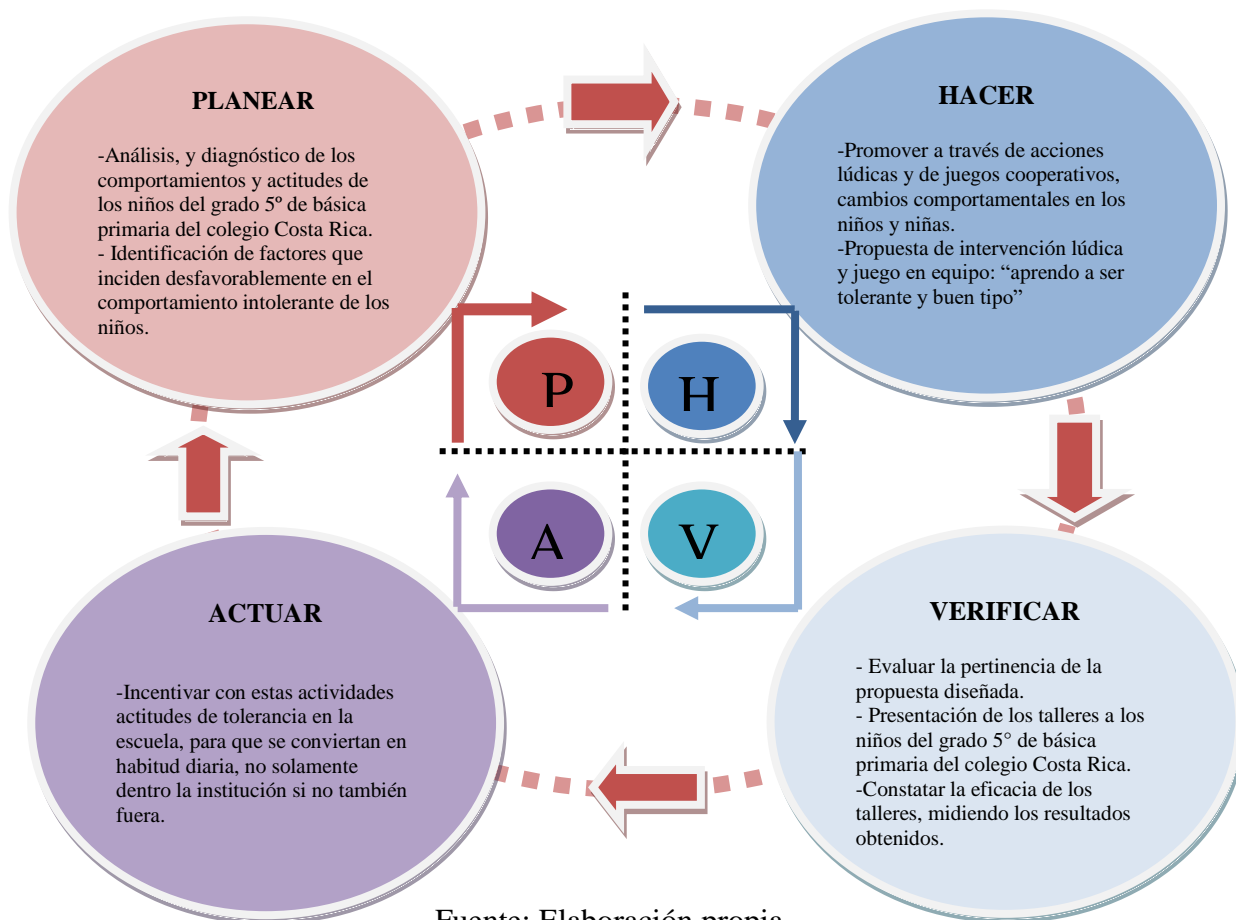 PLANEAR
-Análisis, y diagnóstico de los
comportamientos y actitudes de
los niños del grado 5º de básica
primaria del colegio Costa Rica.
- Identificación de factores que
inciden desfavorablemente en el
comportamiento intolerante de los
niños.
HACER
-Promover a través de acciones
lúdicas y de juegos cooperativos,
cambios comportamentales en los
niños y niñas.
-Propuesta de intervención lúdica
y juego en equipo: “aprendo a ser
tolerante y buen tipo”
P
H
A
V
ACTUAR
-Incentivar con estas actividades
actitudes de tolerancia en la
escuela, para que se conviertan en
habitud diaria, no solamente
dentro la institución si no también
fuera.
VERIFICAR
- Evaluar la pertinencia de la
propuesta diseñada.
- Presentación de los talleres a los
niños del grado 5° de básica
primaria del colegio Costa Rica.
-Constatar la eficacia de los
talleres, midiendo los resultados
obtenidos.
Fuente: Elaboración propia